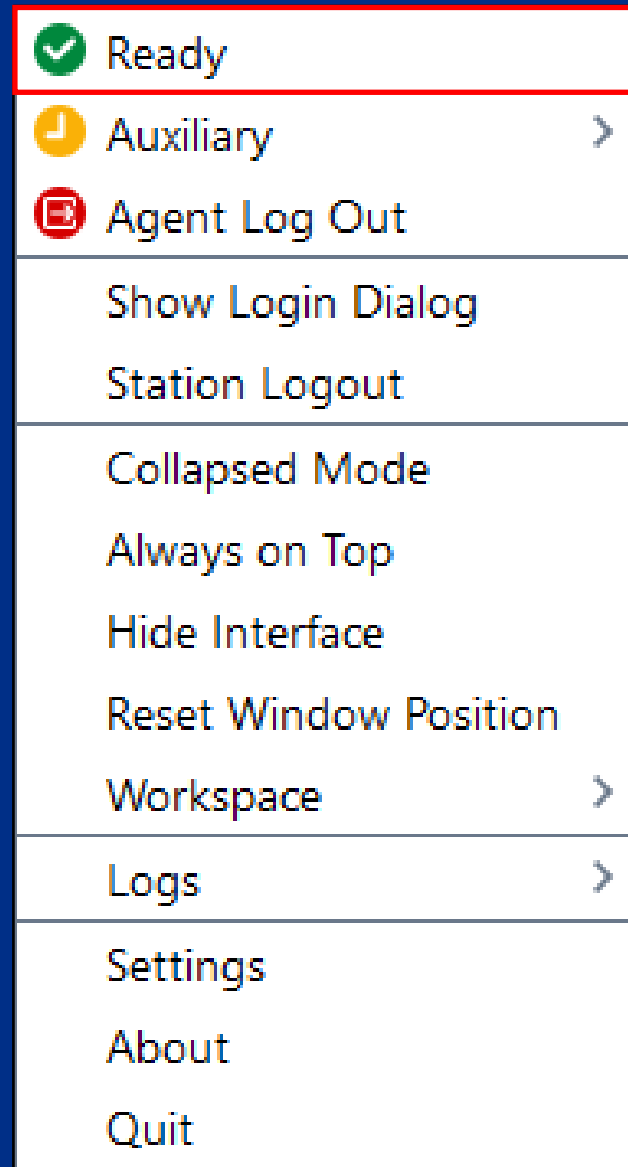 Ready
Auxiliary
Agent Log Out
Show Login Dialog
Station Logout
Collapsed Mode
Always on Top
Hide Interface
Reset Window Position
Workspace
Logs
Settings
About
Quit